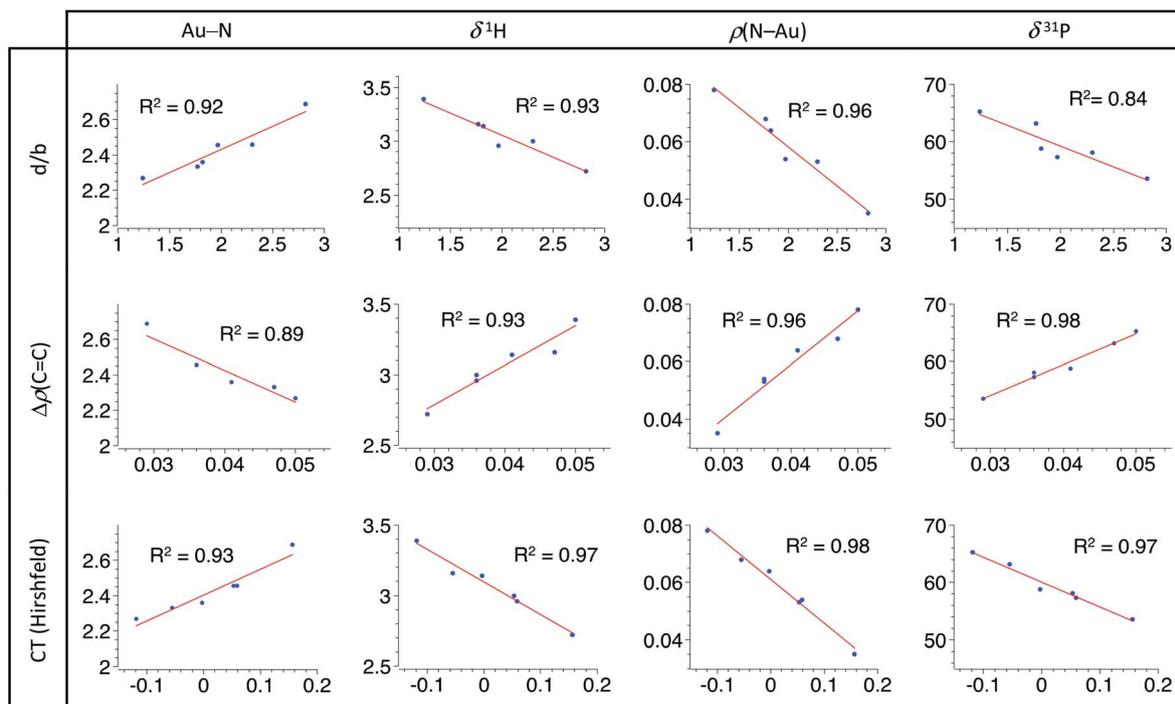 Au–N δ¹H ρ(N–Au) δ³¹P
d/b
R² = 0.92
2.6
2.4
2.2
2
1 1.5 2 2.5 3
R² = 0.93
3.5
3
2.5
1 1.5 2 2.5 3
R² = 0.96
0.08
0.06
0.04
1 1.5 2 2.5 3
R²= 0.84
70
60
50
1 1.5 2 2.5 3
Δρ(C=C)
R² = 0.89
2.6
2.4
2.2
2
0.03 0.04 0.05
R² = 0.93
3.5
3
2.5
0.03 0.04 0.05
R² = 0.96
0.08
0.06
0.04
0.03 0.04 0.05
R² = 0.98
70
60
50
0.03 0.04 0.05
CT (Hirshfeld)
R² = 0.93
2.6
2.4
2.2
2
-0.1 0 0.1 0.2
R² = 0.97
3.5
3
2.5
-0.1 0 0.1 0.2
R² = 0.98
0.08
0.06
0.04
-0.1 0 0.1 0.2
R² = 0.97
70
60
50
-0.1 0 0.1 0.2